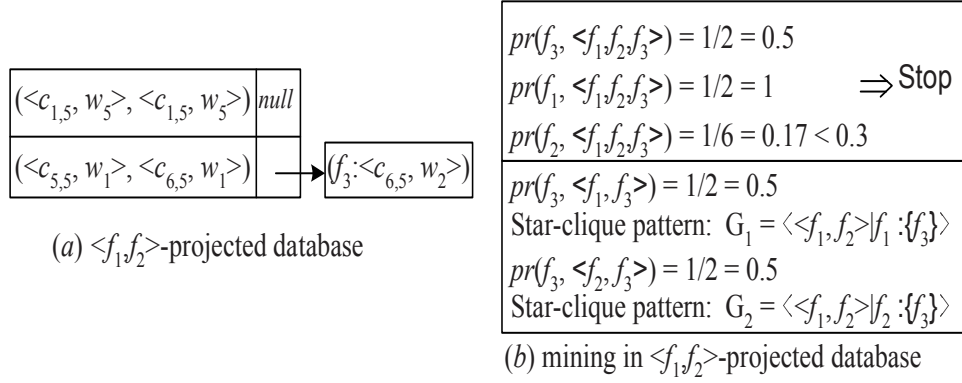 (<c1,5, w5>, <c1,5, w5>) null
(<c5,5, w1>, <c6,5, w1>)
(f3:<c6,5, w2>)
(a) <f1,f2>-projected database
pr(f3, <f1,f2,f3>) = 1/2 = 0.5
pr(f1, <f1,f2,f3>) = 1/2 = 1
⇒ Stop
pr(f2, <f1,f2,f3>) = 1/6 = 0.17 < 0.3
pr(f3, <f1, f3>) = 1/2 = 0.5
Star-clique pattern: G1 = ⟨<f1, f2>|f1 :{f3}⟩
pr(f3, <f2, f3>) = 1/2 = 0.5
Star-clique pattern: G2 = ⟨<f1, f2>|f2 :{f3}⟩
(b) mining in <f1,f2>-projected database